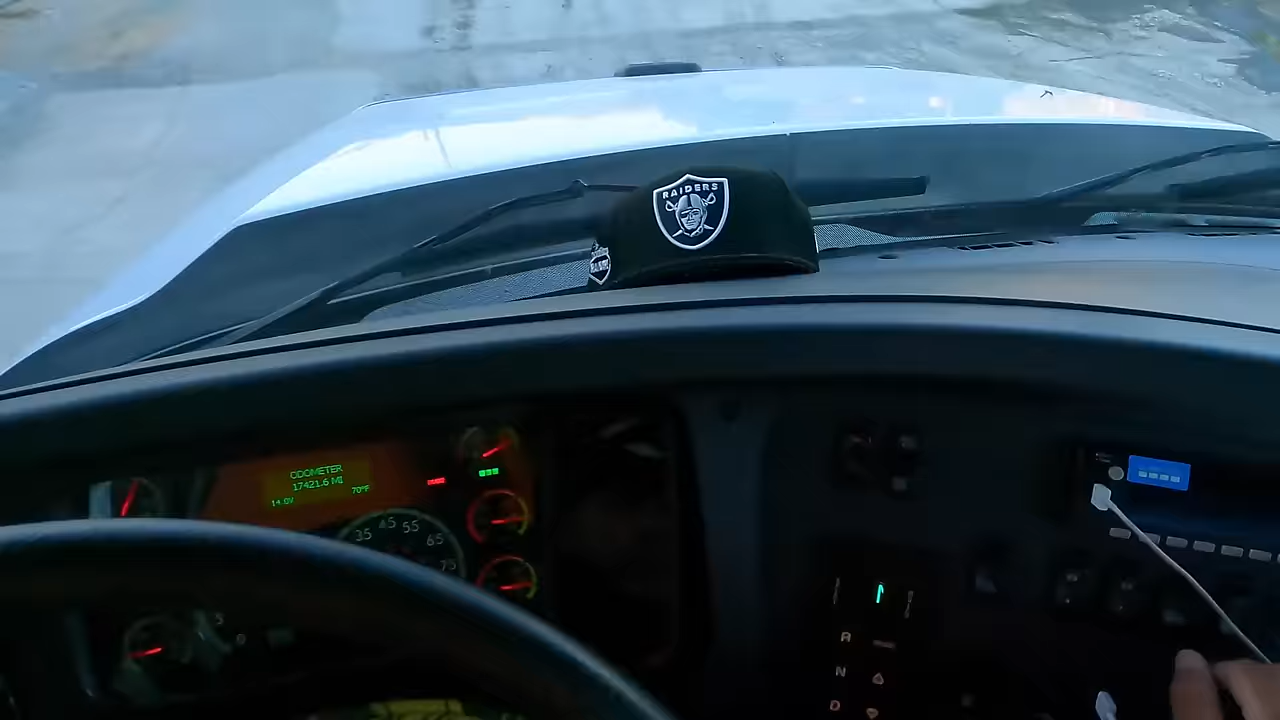 RAIDERS
ODOMETER
17421.6 MI
14.0V 70°F
35 45 55 65 75
R
N
D